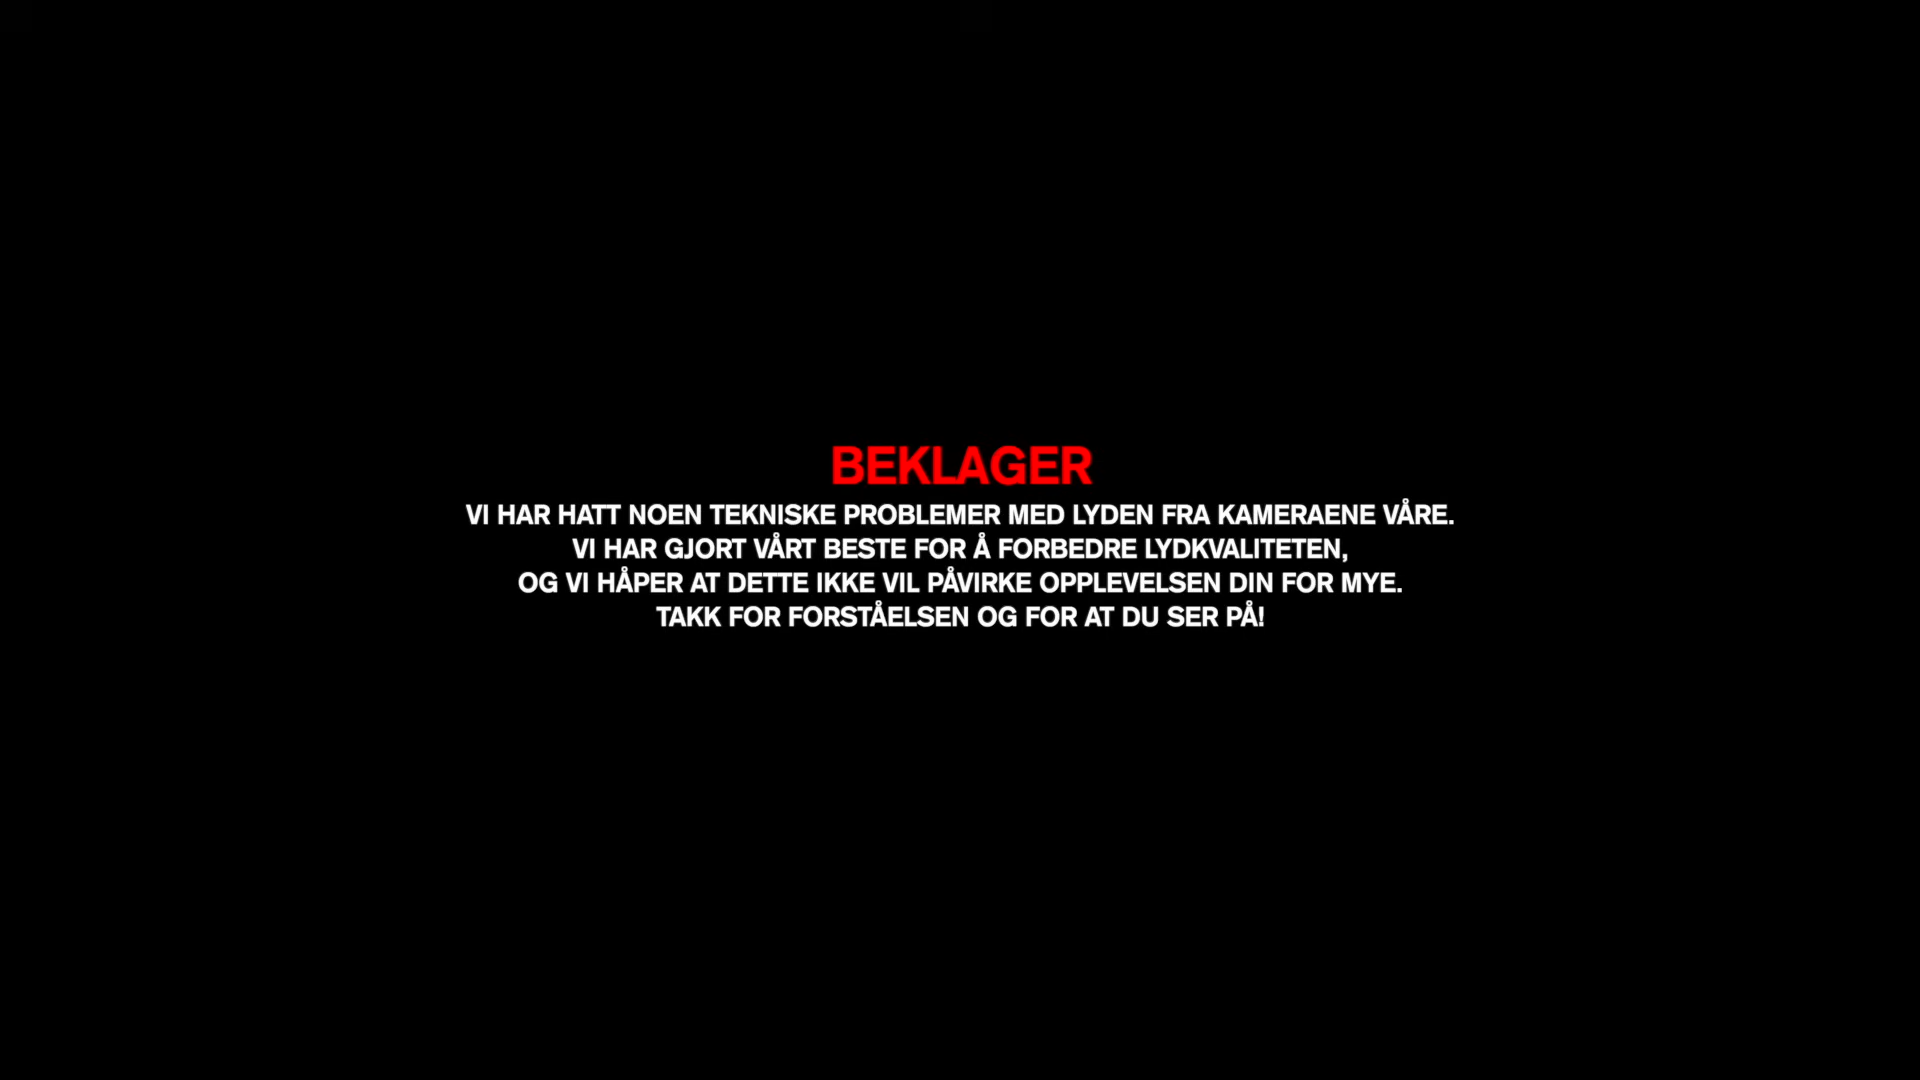 BEKLAGER
VI HAR HATT NOEN TEKNISKE PROBLEMER MED LYDEN FRA KAMERAENE VÅRE.
VI HAR GJORT VÅRT BESTE FOR Å FORBEDRE LYDKVALITETEN,
OG VI HÅPER AT DETTE IKKE VIL PÅVIRKE OPPLEVELSEN DIN FOR MYE.
TAKK FOR FORSTÅELSEN OG FOR AT DU SER PÅ!